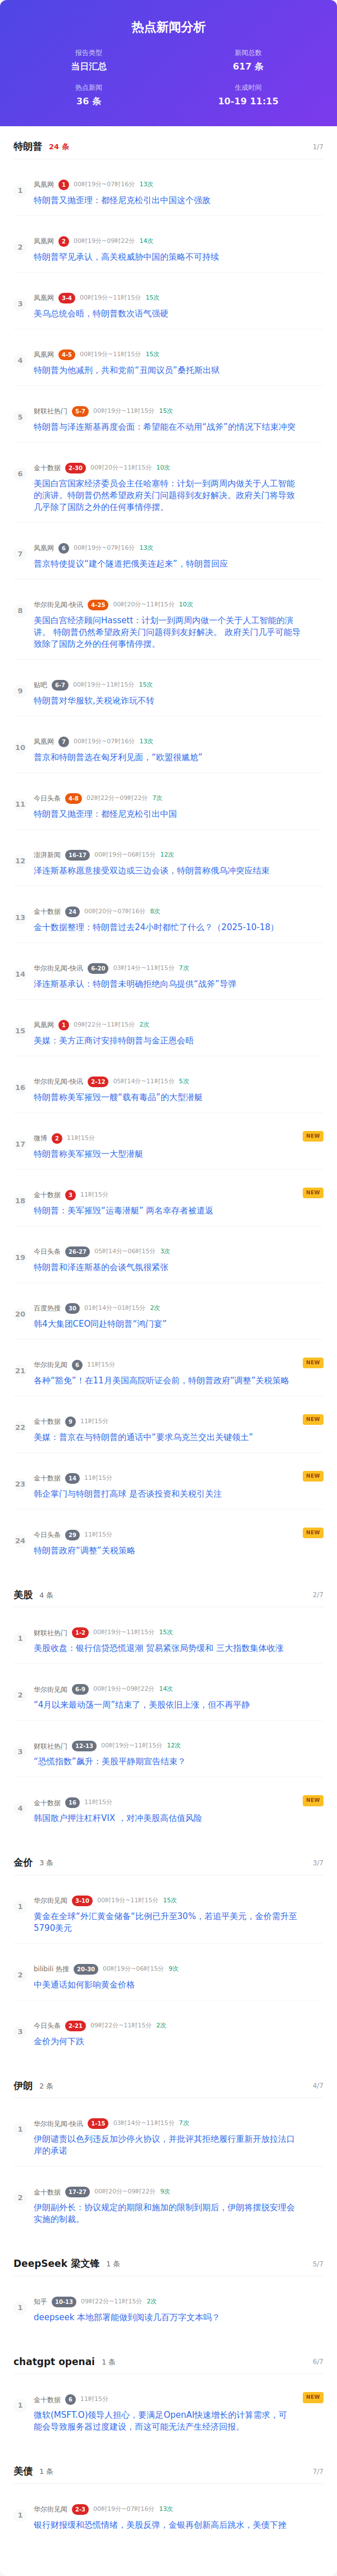 热点新闻分析
报告类型
当日汇总
新闻总数
617 条
热点新闻
36 条
生成时间
10-19 11:15
特朗普 24 条 1/7
1
凤凰网 1 00时19分~07时16分 13次
特朗普又抛歪理：都怪尼克松引出中国这个强敌
2
凤凰网 2 00时19分~09时22分 14次
特朗普罕见承认，高关税威胁中国的策略不可持续
3
凤凰网 3-4 00时19分~11时15分 15次
美乌总统会晤，特朗普数次语气强硬
4
凤凰网 4-5 00时19分~11时15分 15次
特朗普为他减刑，共和党前“丑闻议员”桑托斯出狱
5
财联社热门 5-7 00时19分~11时15分 15次
特朗普与泽连斯基再度会面：希望能在不动用“战斧”的情况下结束冲突
6
金十数据 2-30 00时20分~11时15分 10次
美国白宫国家经济委员会主任哈塞特：计划一到两周内做关于人工智能
的演讲。特朗普仍然希望政府关门问题得到友好解决。政府关门将导致
几乎除了国防之外的任何事情停摆。
7
凤凰网 6 00时19分~07时16分 13次
普京特使提议“建个隧道把俄美连起来”，特朗普回应
8
华尔街见闻-快讯 4-25 00时20分~11时15分 10次
美国白宫经济顾问Hassett：计划一到两周内做一个关于人工智能的演
讲。 特朗普仍然希望政府关门问题得到友好解决。 政府关门几乎可能导
致除了国防之外的任何事情停摆。
9
贴吧 6-7 00时19分~11时15分 15次
特朗普对华服软,关税讹诈玩不转
10
凤凰网 7 00时19分~07时16分 13次
普京和特朗普选在匈牙利见面，“欧盟很尴尬”
11
今日头条 4-8 02时22分~09时22分 7次
特朗普又抛歪理：都怪尼克松引出中国
12
澎湃新闻 16-17 00时19分~06时15分 12次
泽连斯基称愿意接受双边或三边会谈，特朗普称俄乌冲突应结束
13
金十数据 24 00时20分~07时16分 8次
金十数据整理：特朗普过去24小时都忙了什么？（2025-10-18）
14
华尔街见闻-快讯 6-20 03时14分~11时15分 7次
泽连斯基承认：特朗普未明确拒绝向乌提供“战斧”导弹
15
凤凰网 1 09时22分~11时15分 2次
美媒：美方正商讨安排特朗普与金正恩会晤
16
华尔街见闻-快讯 2-12 05时14分~11时15分 5次
特朗普称美军摧毁一艘“载有毒品”的大型潜艇
17
微博 2 11时15分 NEW
特朗普称美军摧毁一大型潜艇
18
金十数据 3 11时15分 NEW
特朗普：美军摧毁“运毒潜艇” 两名幸存者被遣返
19
今日头条 26-27 05时14分~06时15分 3次
特朗普和泽连斯基的会谈气氛很紧张
20
百度热搜 30 01时14分~01时15分 2次
韩4大集团CEO同赴特朗普“鸿门宴”
21
华尔街见闻 6 11时15分 NEW
各种“豁免”！在11月美国高院听证会前，特朗普政府“调整”关税策略
22
金十数据 9 11时15分 NEW
美媒：普京在与特朗普的通话中“要求乌克兰交出关键领土”
23
金十数据 14 11时15分 NEW
韩企掌门与特朗普打高球 是否谈投资和关税引关注
24
今日头条 29 11时15分 NEW
特朗普政府“调整”关税策略
美股 4 条 2/7
1
财联社热门 1-2 00时19分~11时15分 15次
美股收盘：银行信贷恐慌退潮 贸易紧张局势缓和 三大指数集体收涨
2
华尔街见闻 6-9 00时19分~09时22分 14次
“4月以来最动荡一周”结束了，美股依旧上涨，但不再平静
3
财联社热门 12-13 00时19分~11时15分 12次
“恐慌指数”飙升：美股平静期宣告结束？
4
金十数据 16 11时15分 NEW
韩国散户押注杠杆VIX ，对冲美股高估值风险
金价 3 条 3/7
1
华尔街见闻 3-10 00时19分~11时15分 15次
黄金在全球“外汇黄金储备”比例已升至30%，若追平美元，金价需升至
5790美元
2
bilibili 热搜 20-30 00时19分~06时15分 9次
中美通话如何影响黄金价格
3
今日头条 2-21 09时22分~11时15分 2次
金价为何下跌
伊朗 2 条 4/7
1
华尔街见闻-快讯 1-15 03时14分~11时15分 7次
伊朗谴责以色列违反加沙停火协议，并批评其拒绝履行重新开放拉法口
岸的承诺
2
金十数据 17-27 00时20分~09时22分 9次
伊朗副外长：协议规定的期限和施加的限制到期后，伊朗将摆脱安理会
实施的制裁。
DeepSeek 梁文锋 1 条 5/7
1
知乎 10-13 09时22分~11时15分 2次
deepseek 本地部署能做到阅读几百万字文本吗？
chatgpt openai 1 条 6/7
1
金十数据 6 11时15分 NEW
微软(MSFT.O)领导人担心，要满足OpenAI快速增长的计算需求，可
能会导致服务器过度建设，而这可能无法产生经济回报。
美债 1 条 7/7
1
华尔街见闻 2-3 00时19分~07时16分 13次
银行财报缓和恐慌情绪，美股反弹，金银再创新高后跳水，美债下挫